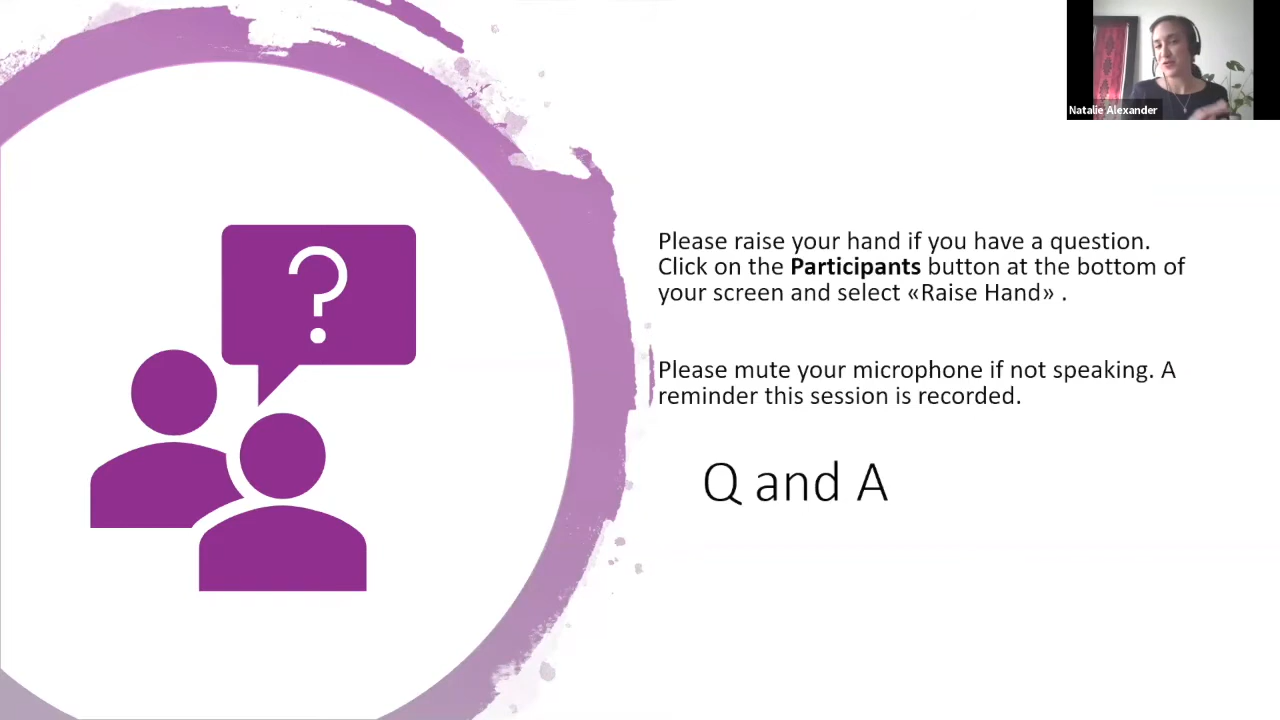 Natalie Alexander
Please raise your hand if you have a question.
Click on the Participants button at the bottom of
your screen and select «Raise Hand» .
Please mute your microphone if not speaking. A
reminder this session is recorded.
Q and A
?